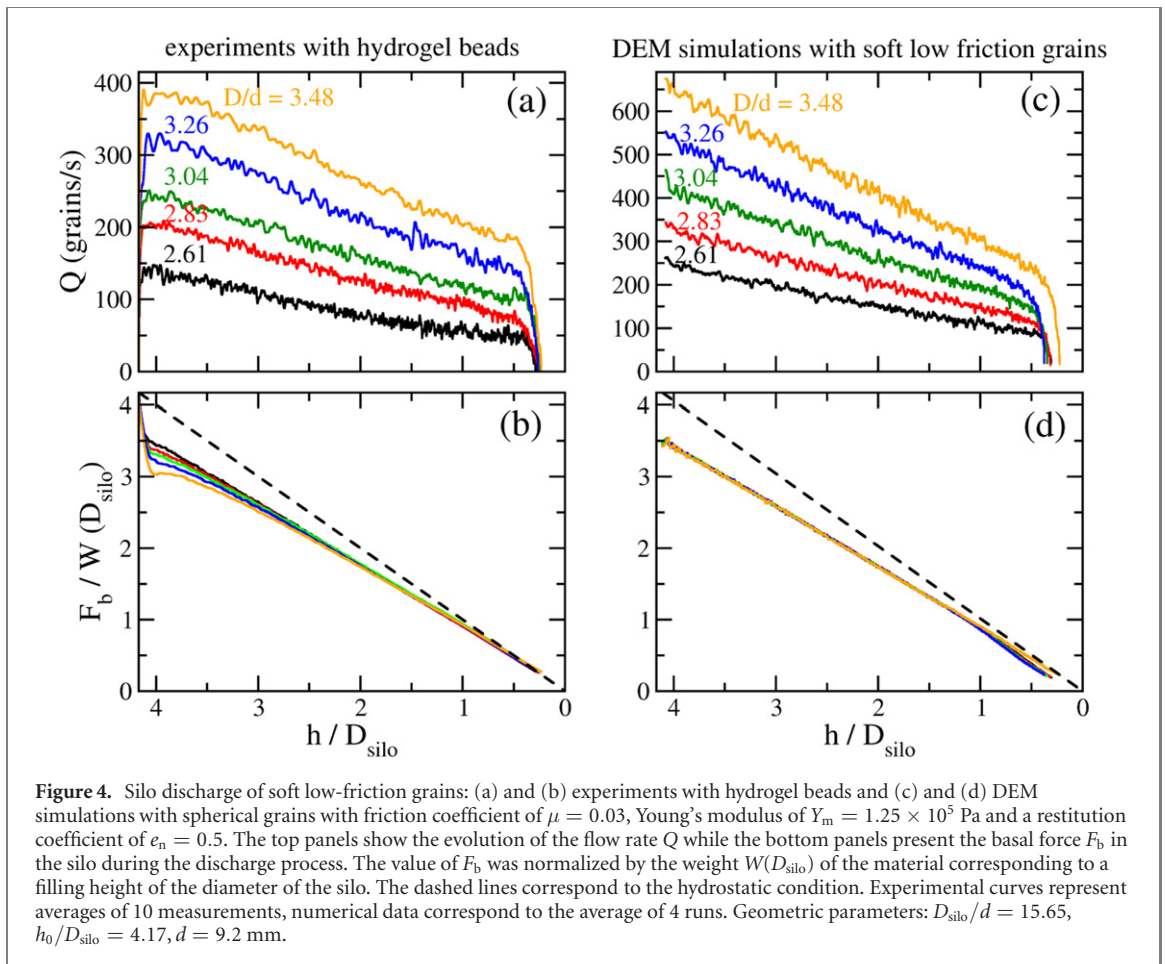 experiments with hydrogel beads
DEM simulations with soft low friction grains
400
300
200
100
0
Q (grains/s)
(a)
D/d = 3.48
3.26
3.04
2.83
2.61
600
500
400
300
200
100
0
(c)
D/d = 3.48
3.26
3.04
2.83
2.61
4
3
2
1
0
F_b / W (D_silo)
(b)
4
3
2
1
0
h / D_silo
4
3
2
1
0
(d)
4
3
2
1
0
h / D_silo
Figure 4. Silo discharge of soft low-friction grains: (a) and (b) experiments with hydrogel beads and (c) and (d) DEM
simulations with spherical grains with friction coefficient of μ = 0.03, Young's modulus of Y_m = 1.25 × 10⁵ Pa and a restitution
coefficient of e_n = 0.5. The top panels show the evolution of the flow rate Q while the bottom panels present the basal force F_b in
the silo during the discharge process. The value of F_b was normalized by the weight W(D_silo) of the material corresponding to a
filling height of the diameter of the silo. The dashed lines correspond to the hydrostatic condition. Experimental curves represent
averages of 10 measurements, numerical data correspond to the average of 4 runs. Geometric parameters: D_silo/d = 15.65,
h_0/D_silo = 4.17, d = 9.2 mm.